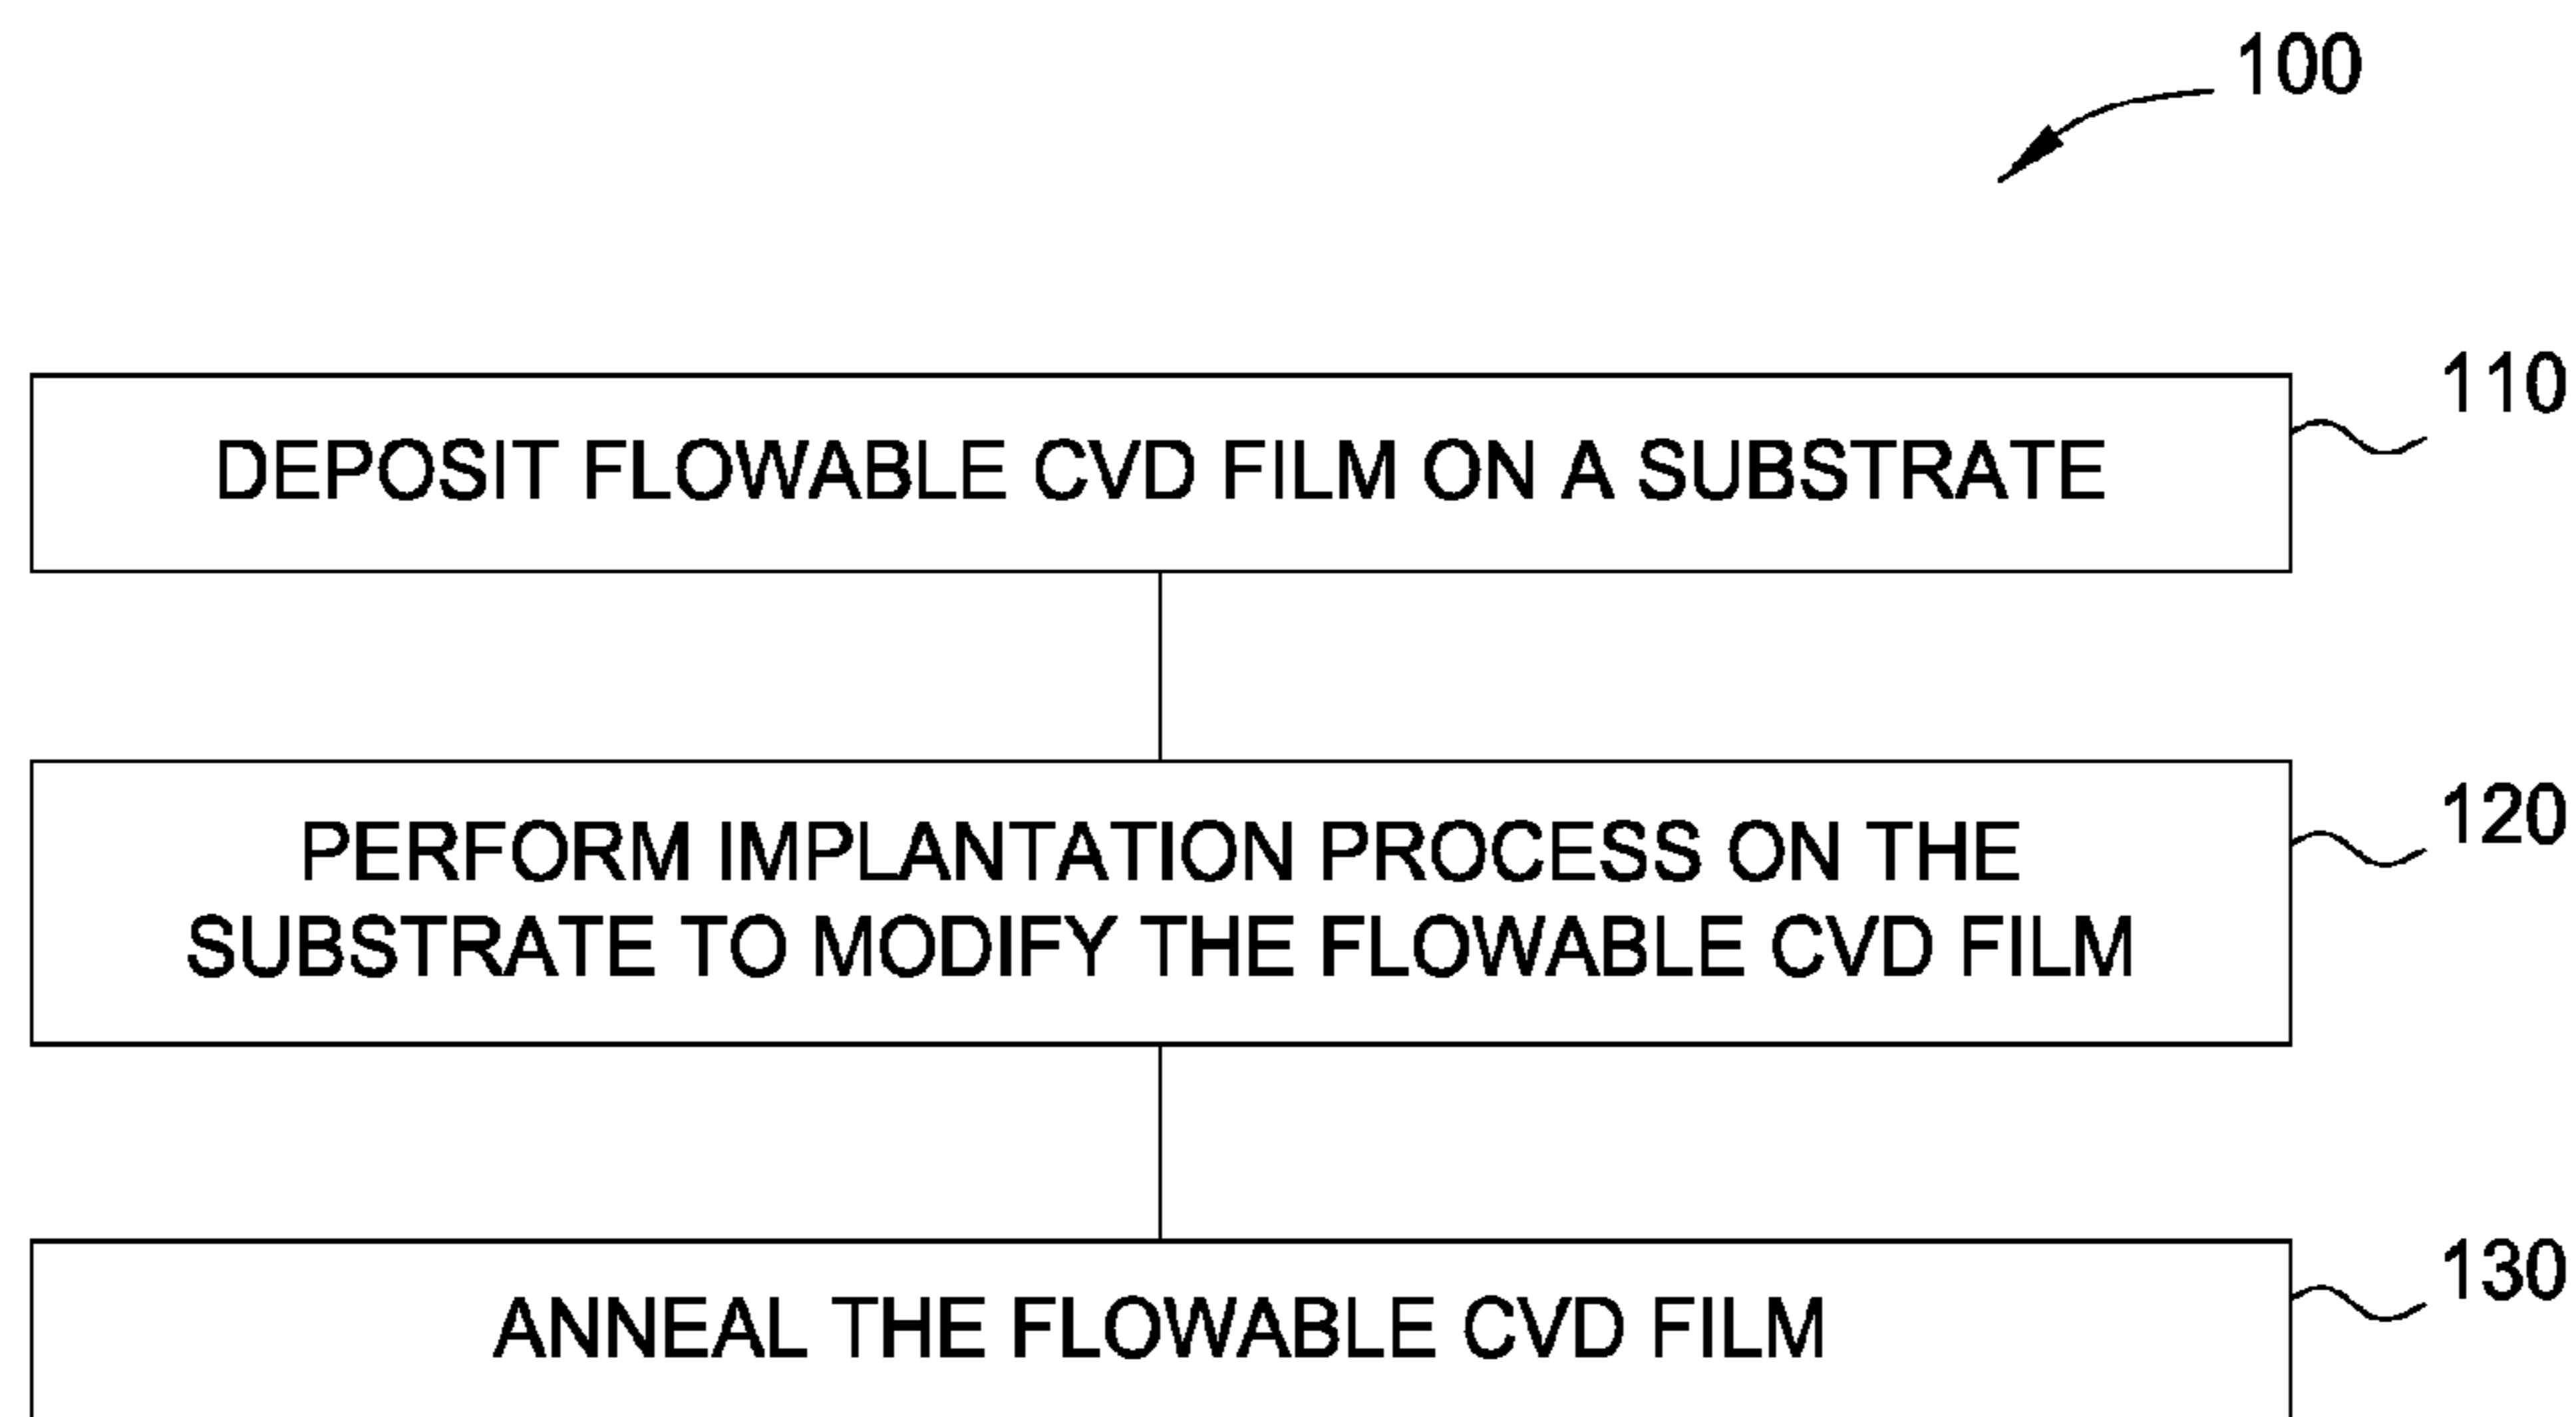 100
110
DEPOSIT FLOWABLE CVD FILM ON A SUBSTRATE
120
PERFORM IMPLANTATION PROCESS ON THE
SUBSTRATE TO MODIFY THE FLOWABLE CVD FILM
130
ANNEAL THE FLOWABLE CVD FILM